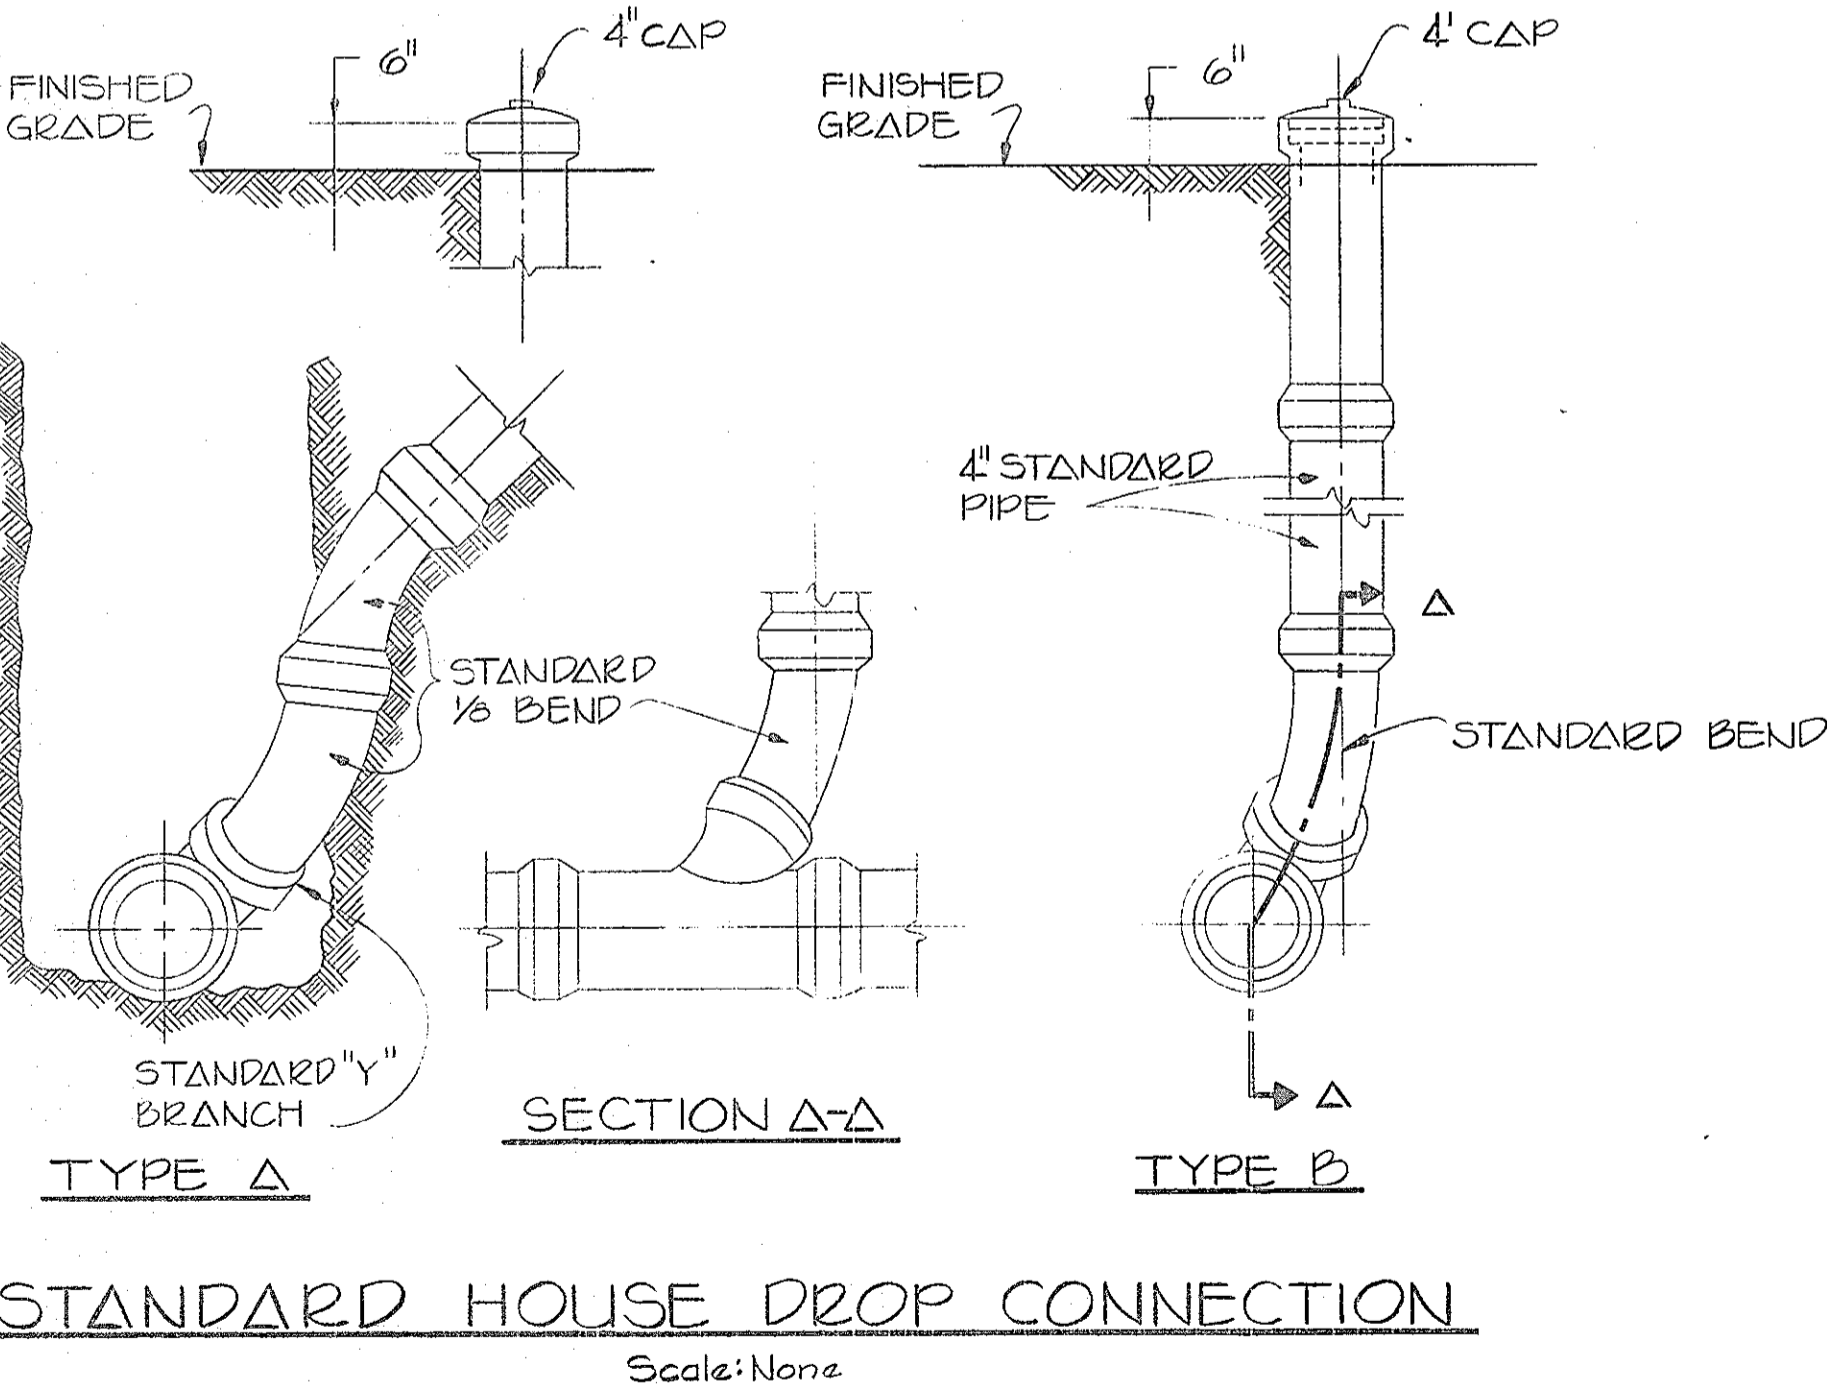 FINISHED
GRADE
6"
4" CAP
FINISHED
GRADE
6"
4' CAP
4" STANDARD
PIPE
A
STANDARD
1/8 BEND
STANDARD BEND
STANDARD "Y"
BRANCH
A
SECTION A-A
TYPE A
TYPE B
STANDARD HOUSE DROP CONNECTION
Scale: None